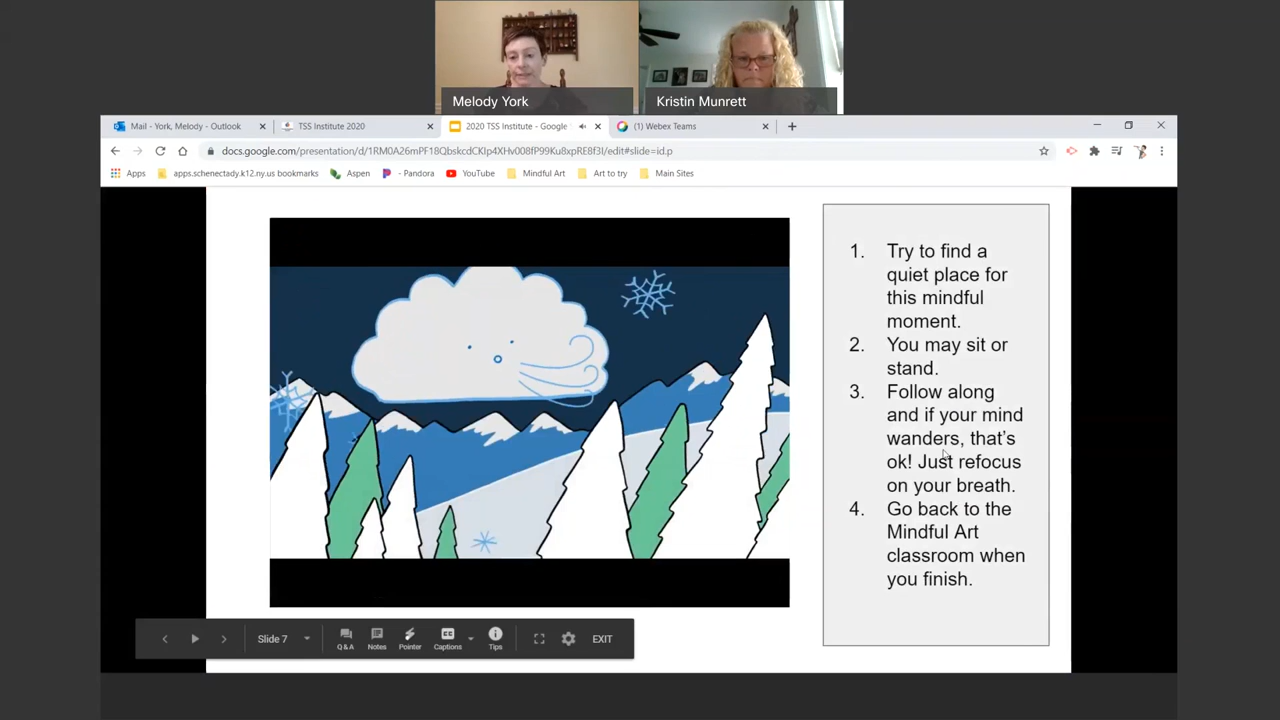 Melody York
Kristin Munrett
Mail - York, Melody - Outlook
TSS Institute 2020
2020 TSS Institute - Google
(1) Webex Teams
docs.google.com/presentation/d/1RM0A26mPF18QbskcdCKIp4XHv008fP99Ku8xpRE8f3I/edit#slide=id.p
Apps
apps.schenectady.k12.ny.us bookmarks
Aspen
- Pandora
YouTube
Mindful Art
Art to try
Main Sites
1. Try to find a
quiet place for
this mindful
moment.
2. You may sit or
stand.
3. Follow along
and if your mind
wanders, that's
ok! Just refocus
on your breath.
4. Go back to the
Mindful Art
classroom when
you finish.
Slide 7
Q & A
Notes
Pointer
Captions
Tips
EXIT